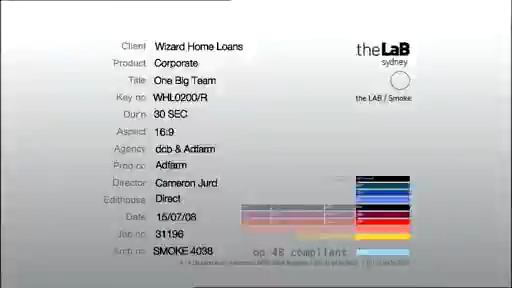 Client Wizard Home Loans
Product Corporate
Title One Big Team
Key no WHL0200/R
Dur'n 30 SEC
Aspect 16:9
Agency dcb & Adfarm
Prod co Adfarm
Director Cameron Jurd
Edithouse Direct
Date 15/07/08
Job no 31196
Arch no SMOKE 4038
theLAB
sydney
the LAB / Smoke
op 48 compliant